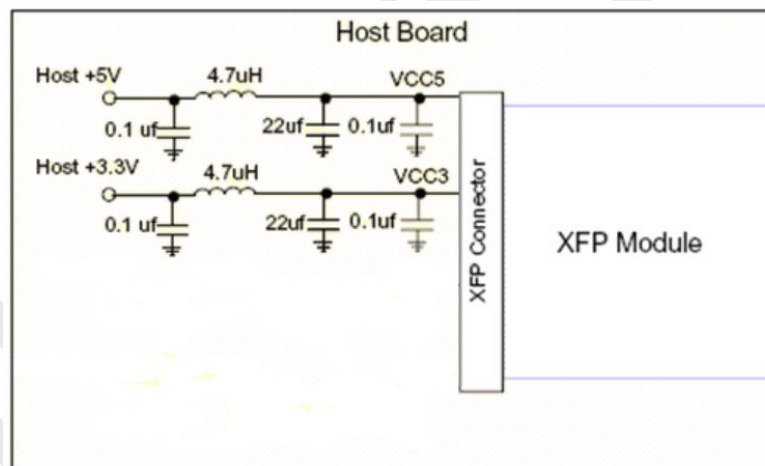 Host Board
Host +5V
4.7uH
VCC5
0.1 uf
22uf
0.1uf
Host +3.3V
4.7uH
VCC3
0.1 uf
22uf
0.1uf
XFP Connector
XFP Module